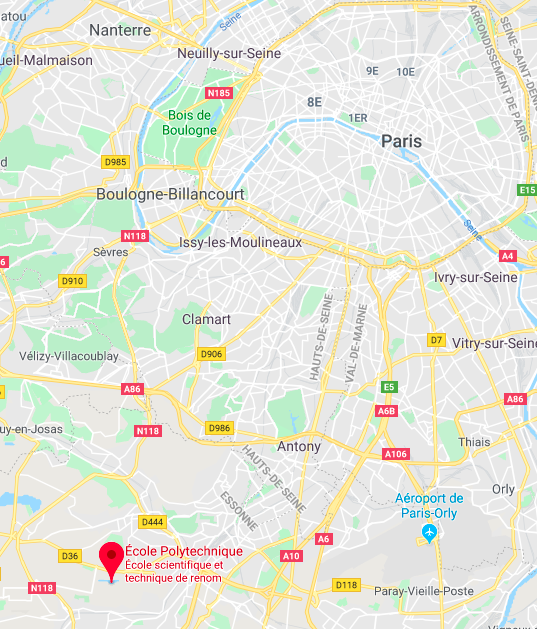 atou
Nanterre
Seine
Neuilly-sur-Seine
ueil-Malmaison
ARRONDISSEMENT DE PARIS
SEINE-SAINT-DENIS
9E
10E
N185
8E
Bois de
Boulogne
1ER
Paris
d
D985
E15
Boulogne-Billancourt
Seine
N118
Issy-les-Moulineaux
Sèvres
A4
6
D910
Ivry-sur-Seine
Clamart
HAUTS-DE-SEINE
VAL-DE-MARNE
D7
Vitry-sur-Seine
Vélizy-Villacoublay
D906
A86
E5
A86
A6B
uy-en-Josas
N118
D986
Antony
Thiais
A106
HAUTS-DE-SEINE
ESSONNE
Orly
Aéroport de
Paris-Orly
D444
A6
D36
École Polytechnique
École scientifique et
technique de renom
A10
N118
D118
Paray-Vieille-Poste